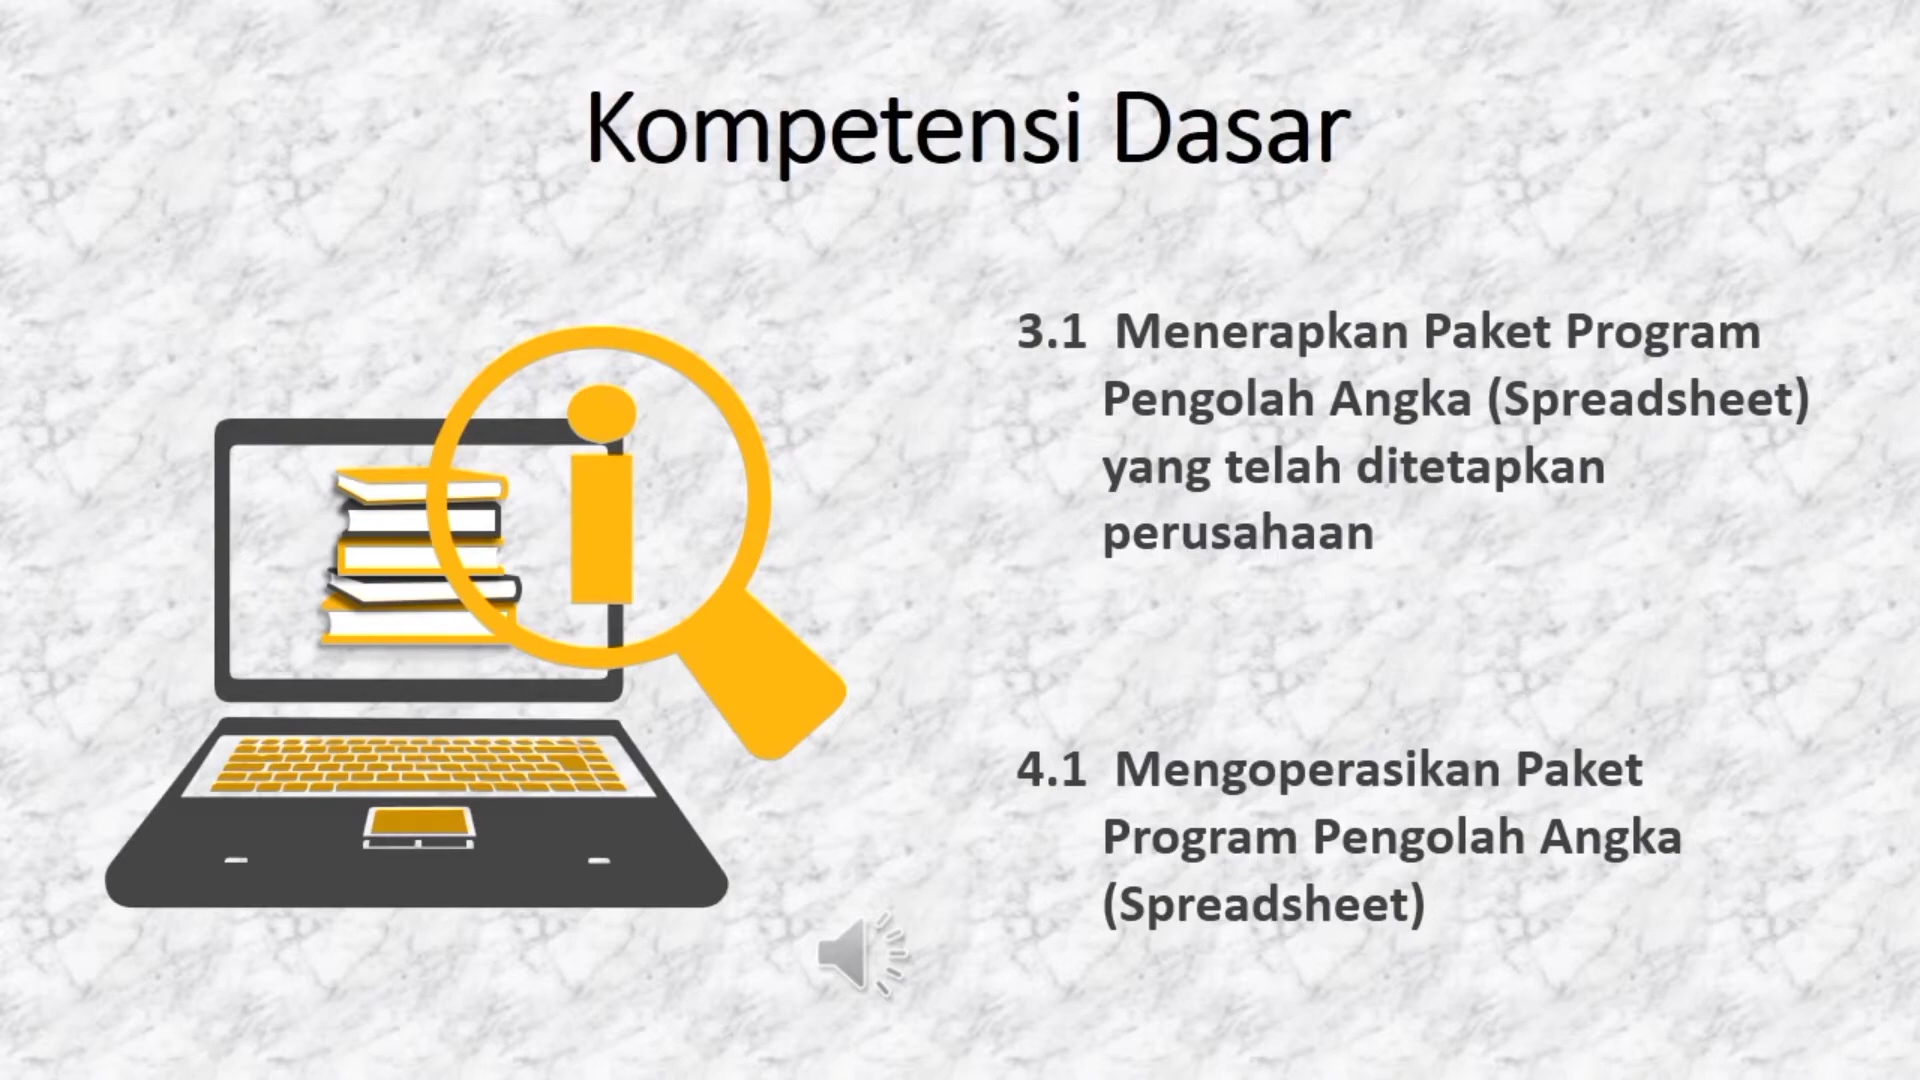 Kompetensi Dasar
3.1 Menerapkan Paket Program
Pengolah Angka (Spreadsheet)
yang telah ditetapkan
perusahaan
4.1 Mengoperasikan Paket
Program Pengolah Angka
(Spreadsheet)